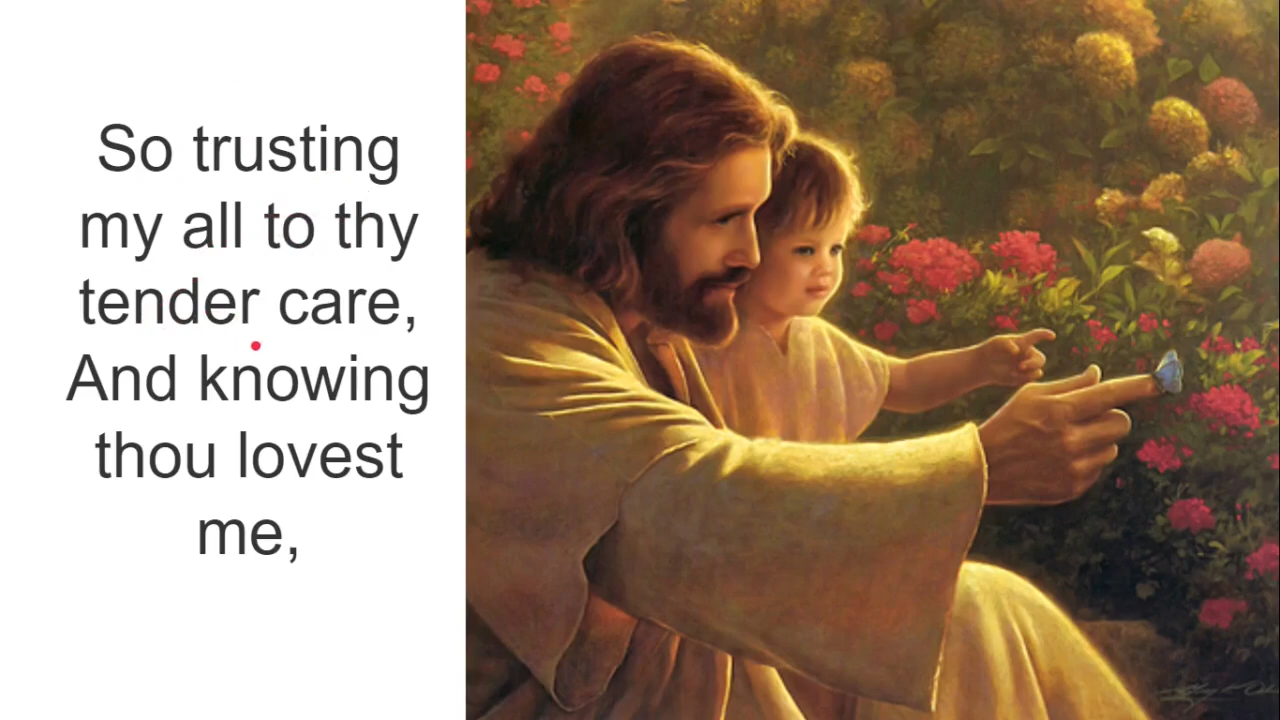 So trusting
my all to thy
tender care,
And knowing
thou lovest
me,